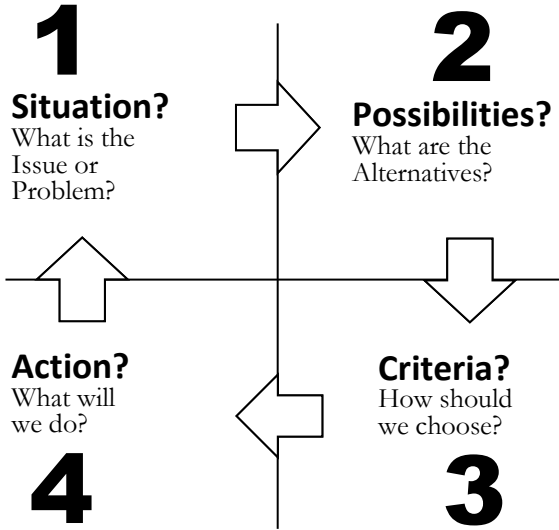 1
Situation?
What is the
Issue or
Problem?
2
Possibilities?
What are the
Alternatives?
Criteria?
How should
we choose?
3
Action?
What will
we do?
4